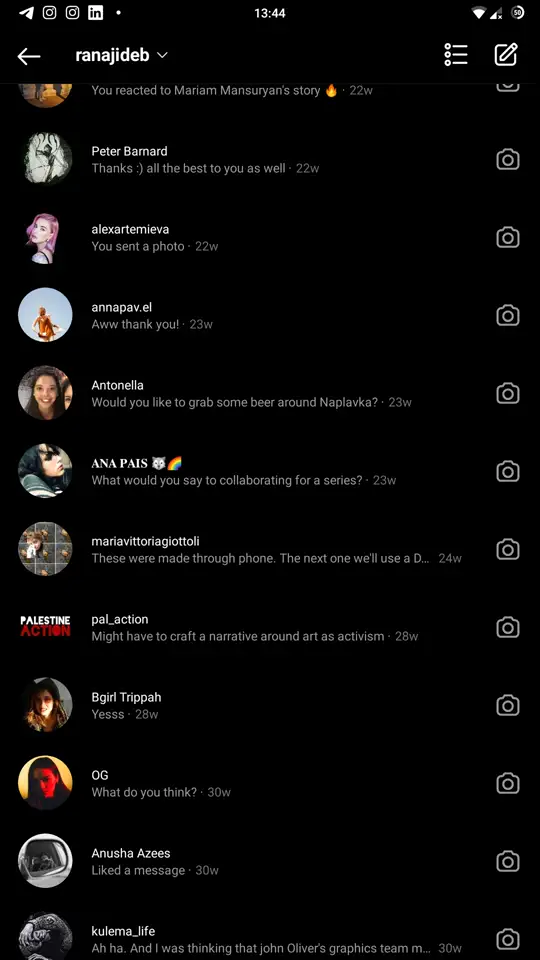 13:44
50
ranajideb
You reacted to Mariam Mansuryan's story 🔥 · 22w
Peter Barnard
Thanks :) all the best to you as well · 22w
alexartemieva
You sent a photo · 22w
annapav.el
Aww thank you! · 23w
Antonella
Would you like to grab some beer around Naplavka? · 23w
ANA PAIS 🐺🌈
What would you say to collaborating for a series? · 23w
mariavittoriagiottoli
These were made through phone. The next one we'll use a D... 24w
PALESTINE
ACTION
pal_action
Might have to craft a narrative around art as activism · 28w
Bgirl Trippah
Yesss · 28w
OG
What do you think? · 30w
Anusha Azees
Liked a message · 30w
kulema_life
Ah ha. And I was thinking that john Oliver's graphics team m... 30w